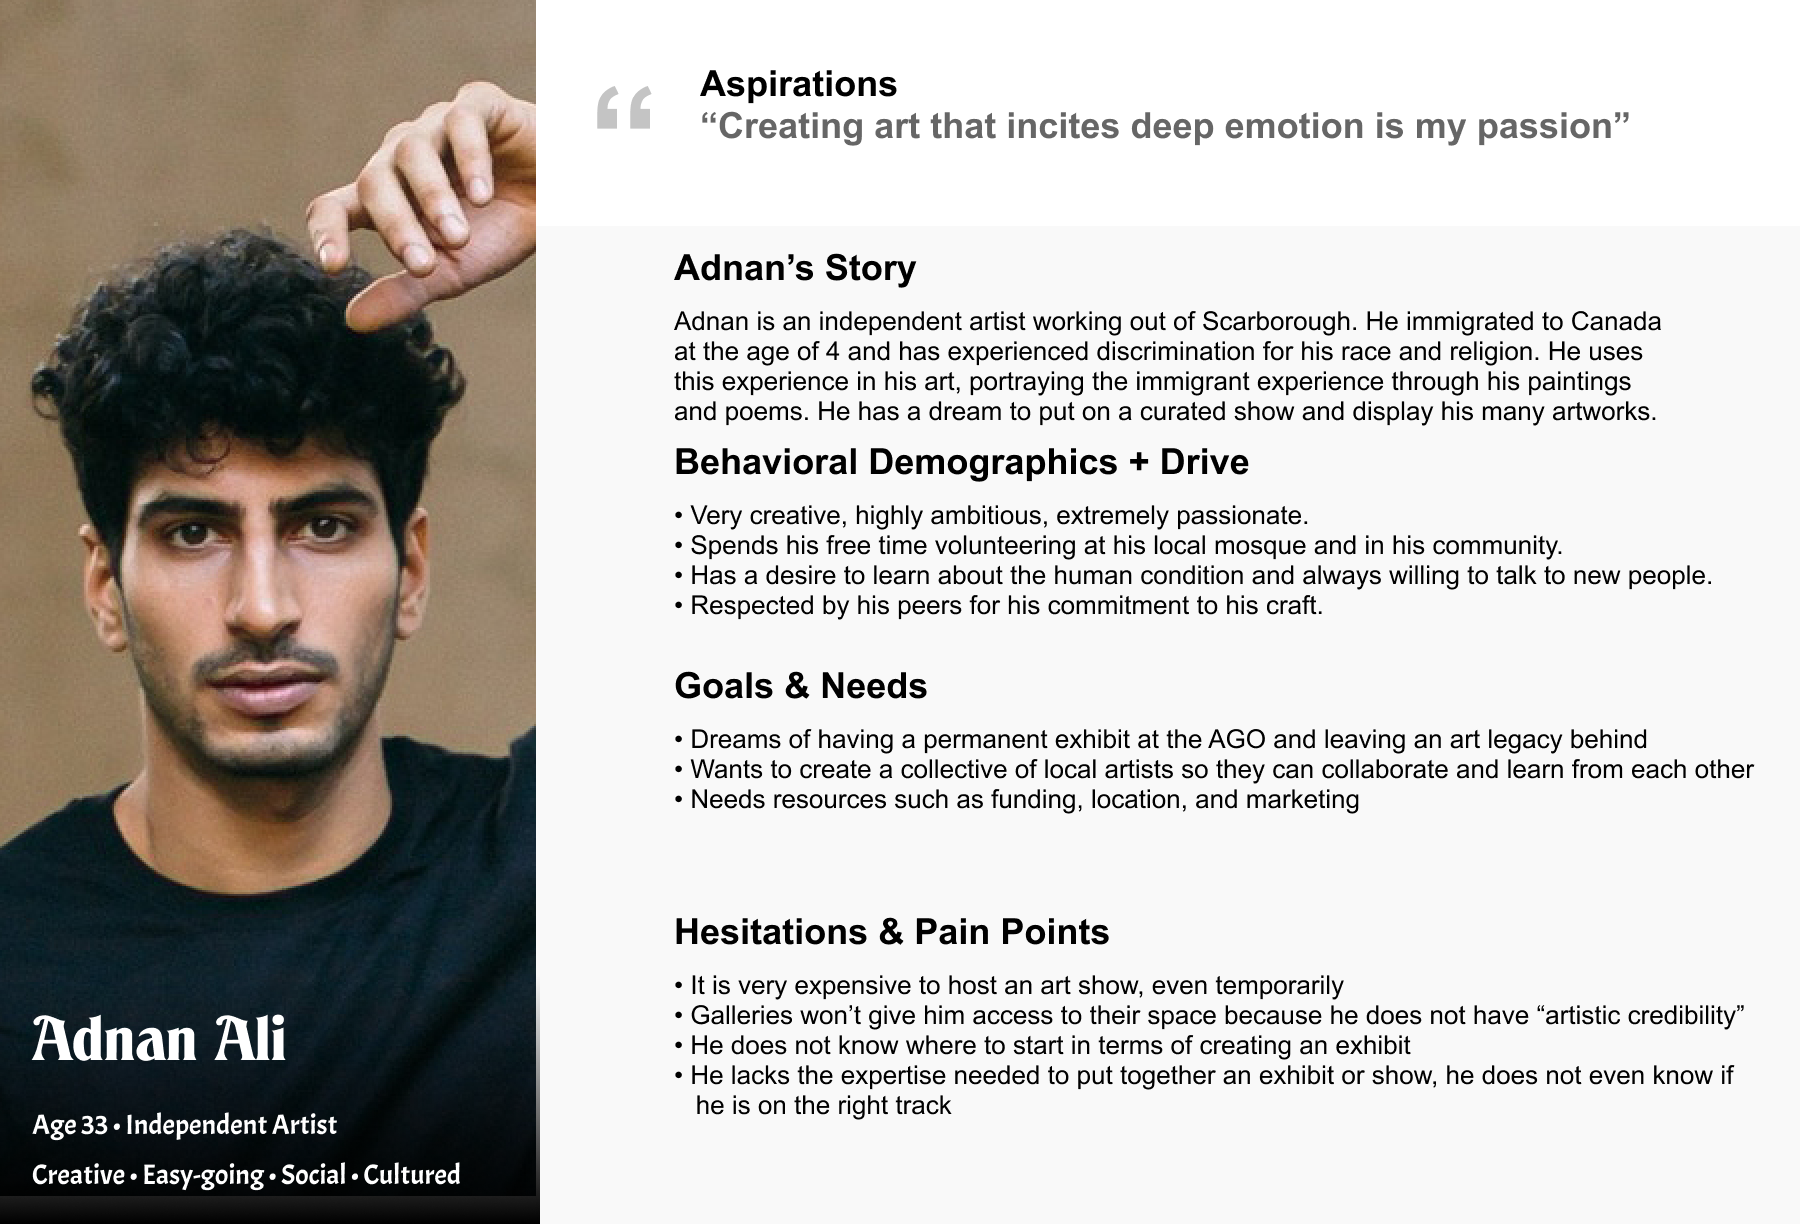 Aspirations
“Creating art that incites deep emotion is my passion”
Adnan’s Story
Adnan is an independent artist working out of Scarborough. He immigrated to Canada
at the age of 4 and has experienced discrimination for his race and religion. He uses
this experience in his art, portraying the immigrant experience through his paintings
and poems. He has a dream to put on a curated show and display his many artworks.
Behavioral Demographics + Drive
• Very creative, highly ambitious, extremely passionate.
• Spends his free time volunteering at his local mosque and in his community.
• Has a desire to learn about the human condition and always willing to talk to new people.
• Respected by his peers for his commitment to his craft.
Goals & Needs
• Dreams of having a permanent exhibit at the AGO and leaving an art legacy behind
• Wants to create a collective of local artists so they can collaborate and learn from each other
• Needs resources such as funding, location, and marketing
Hesitations & Pain Points
• It is very expensive to host an art show, even temporarily
• Galleries won’t give him access to their space because he does not have “artistic credibility”
• He does not know where to start in terms of creating an exhibit
• He lacks the expertise needed to put together an exhibit or show, he does not even know if
he is on the right track
Adnan Ali
Age 33 • Independent Artist
Creative • Easy-going • Social • Cultured